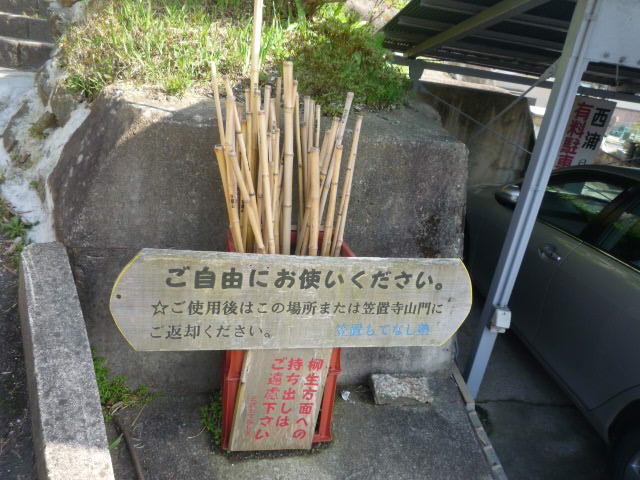 ご自由にお使いください。
☆ご使用後はこの場所または笠置寺山門に
ご返却ください。
笠置もてなし塾
柳生方面への
持ち出しは
ご遠慮下さい
西浦
有料駐